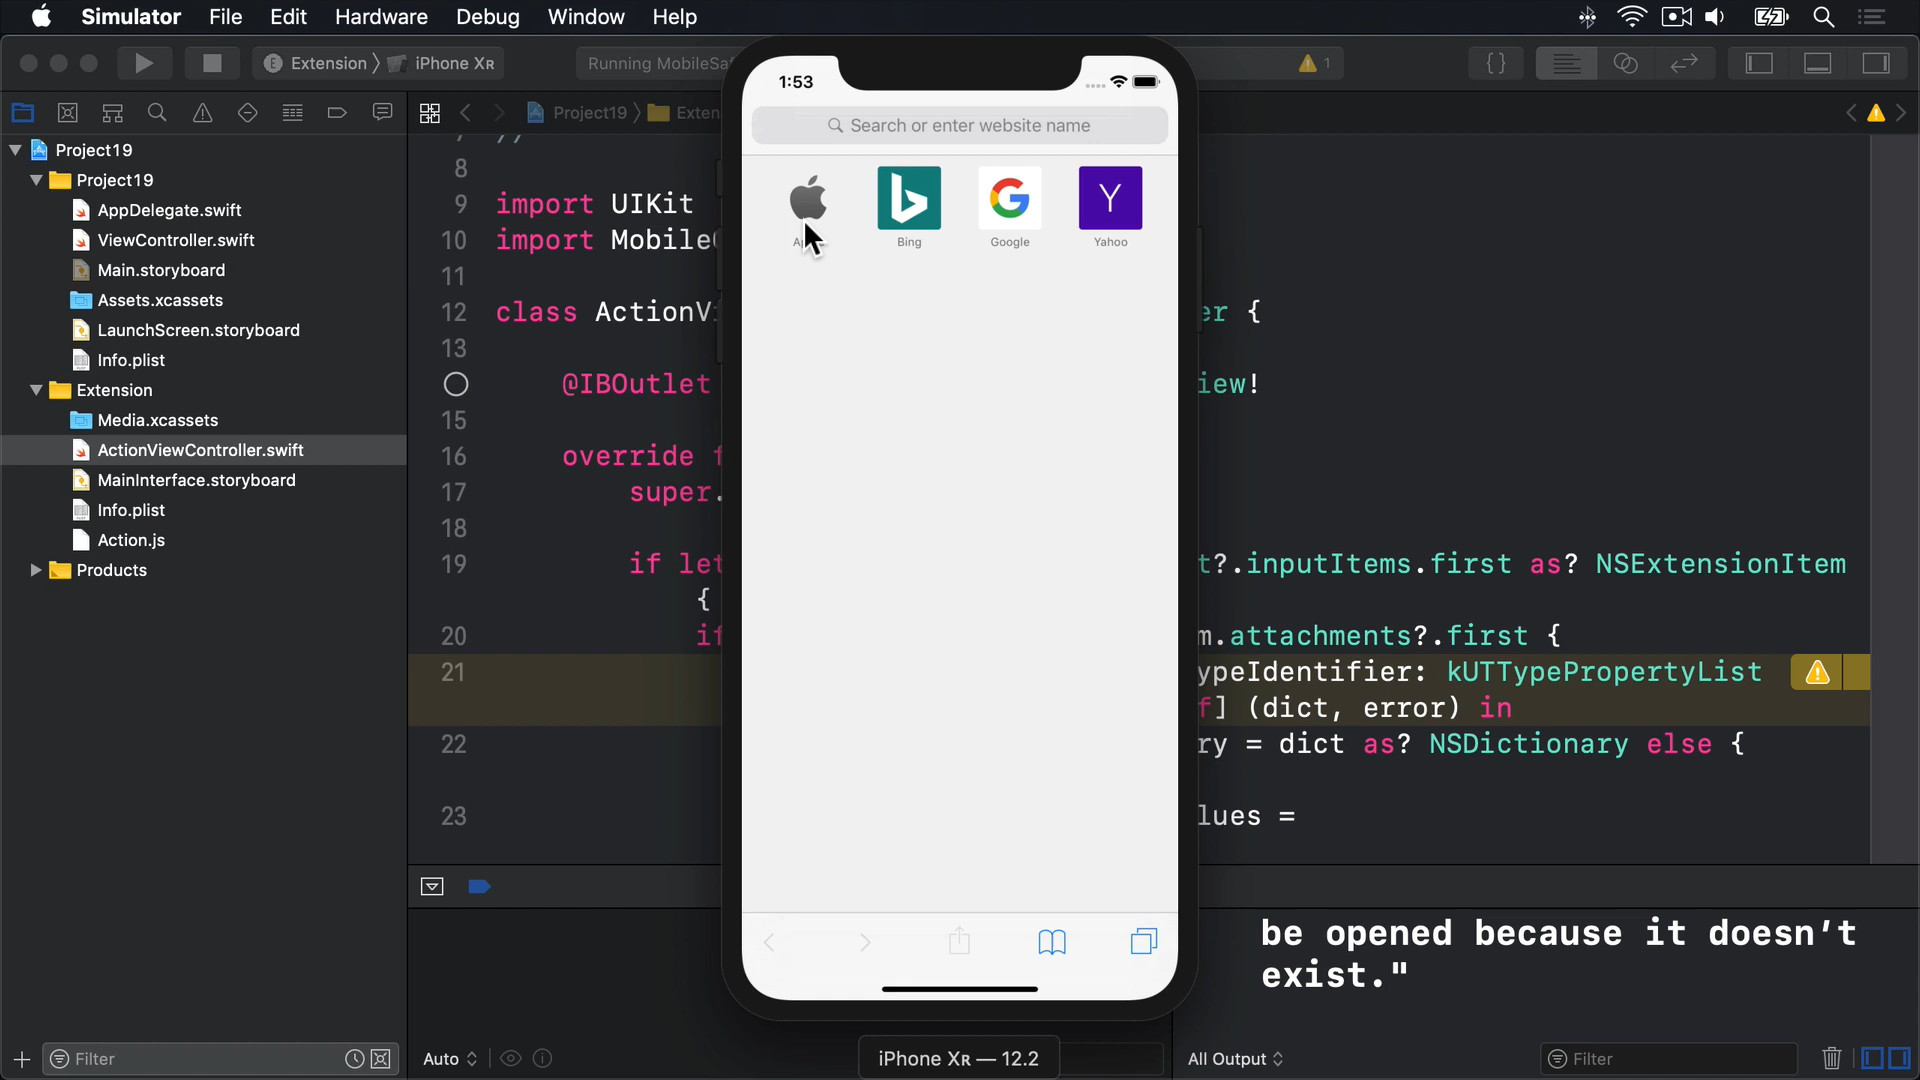 Simulator File Edit Hardware Debug Window Help
Extension iPhone XR
Running MobileSa
1
Project19 Exten
Project19
Project19
AppDelegate.swift
ViewController.swift
Main.storyboard
Assets.xcassets
LaunchScreen.storyboard
Info.plist
Extension
Media.xcassets
ActionViewController.swift
MainInterface.storyboard
Info.plist
Action.js
Products
Filter
//
8
9 import UIKit
10 import Mobile
11
12 class ActionV er {
13
@IBOutlet iew!
15
16 override f
17 super.
18
19 if let t?.inputItems.first as? NSExtensionItem
{
20 if m.attachments?.first {
21 ypeIdentifier: kUTTypePropertyList
f] (dict, error) in
22 ry = dict as? NSDictionary else {
23 lues =
1:53
Search or enter website name
Bing Google Yahoo
be opened because it doesn't
exist."
Auto
iPhone XR — 12.2
All Output
Filter